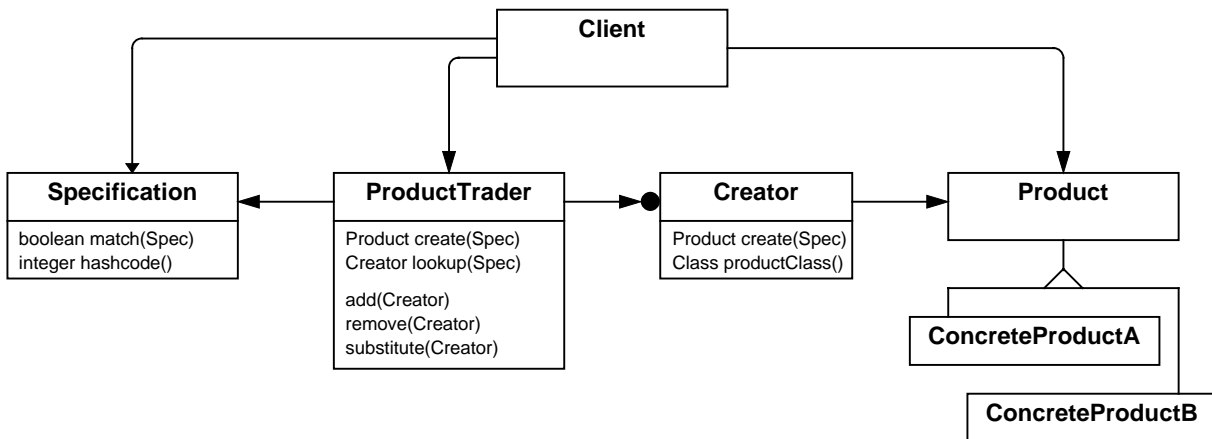 Client
Specification
boolean match(Spec)
integer hashcode()
ProductTrader
Product create(Spec)
Creator lookup(Spec)
add(Creator)
remove(Creator)
substitute(Creator)
Creator
Product create(Spec)
Class productClass()
Product
ConcreteProductA
ConcreteProductB